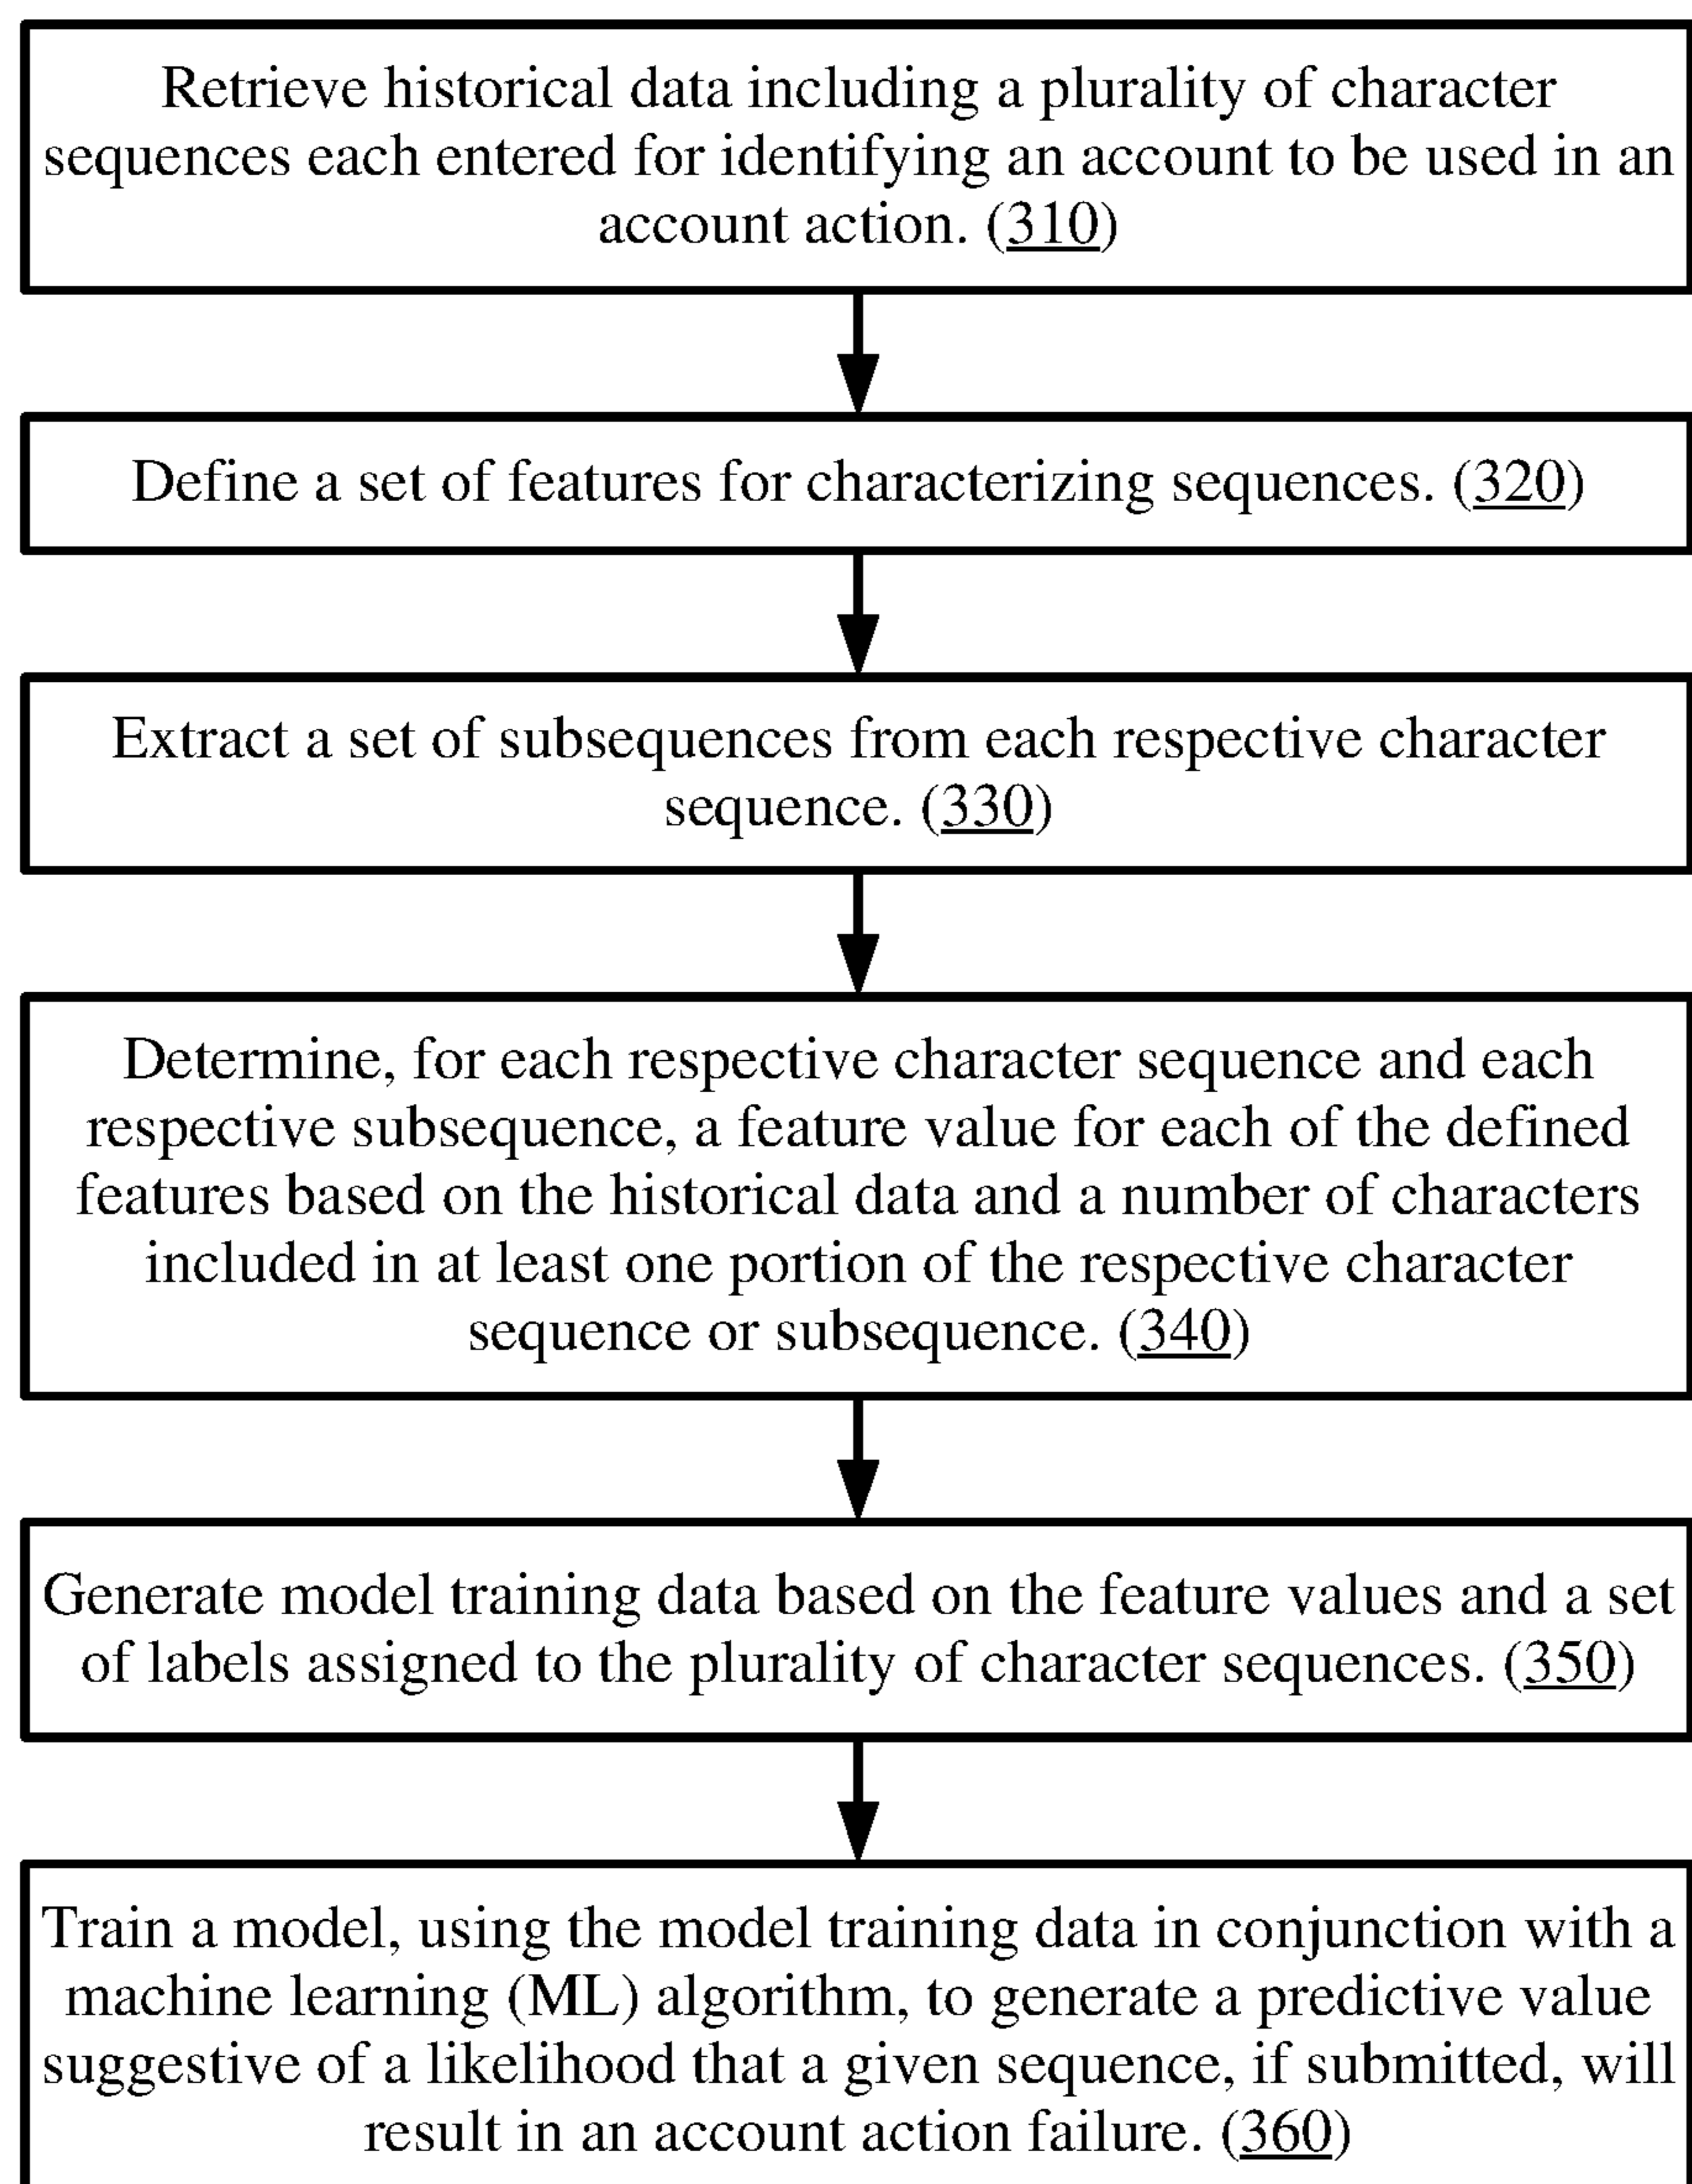 Retrieve historical data including a plurality of character
sequences each entered for identifying an account to be used in an
account action. (310)
Define a set of features for characterizing sequences. (320)
Extract a set of subsequences from each respective character
sequence. (330)
Determine, for each respective character sequence and each
respective subsequence, a feature value for each of the defined
features based on the historical data and a number of characters
included in at least one portion of the respective character
sequence or subsequence. (340)
Generate model training data based on the feature values and a set
of labels assigned to the plurality of character sequences. (350)
Train a model, using the model training data in conjunction with a
machine learning (ML) algorithm, to generate a predictive value
suggestive of a likelihood that a given sequence, if submitted, will
result in an account action failure. (360)